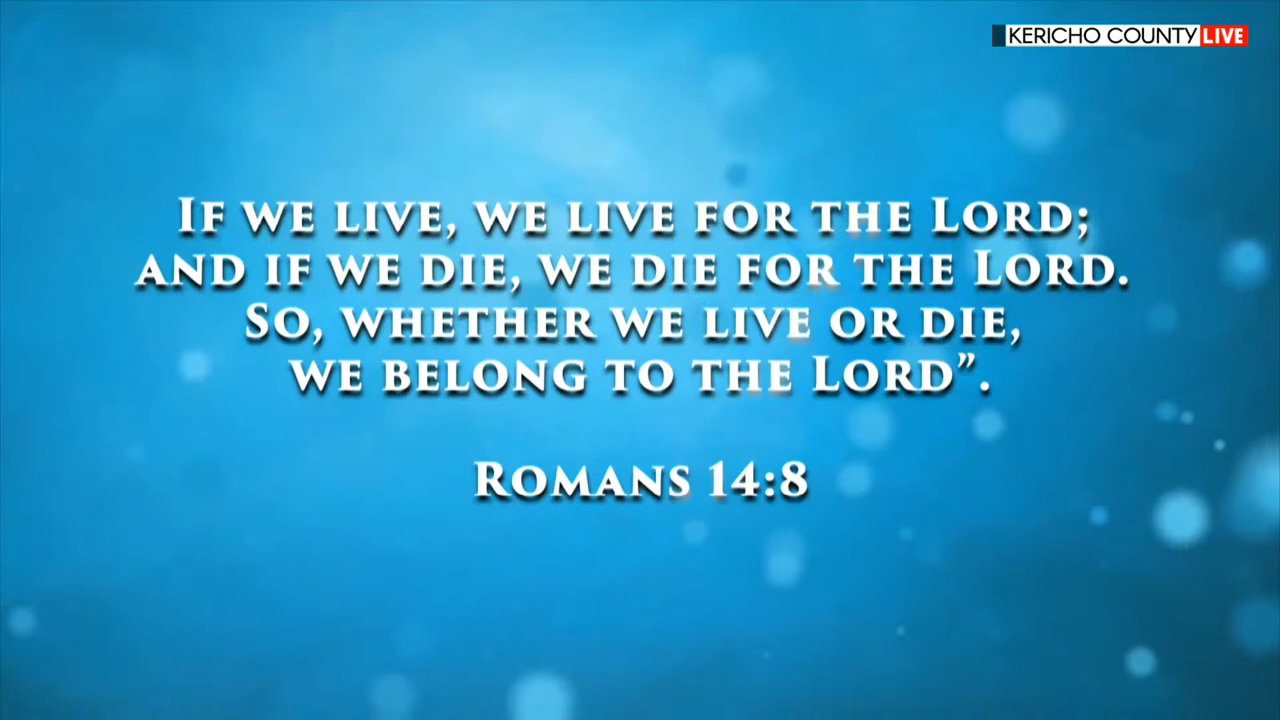 KERICHO COUNTY LIVE
If we live, we live for the Lord;
and if we die, we die for the Lord.
So, whether we live or die,
we belong to the Lord”.
Romans 14:8